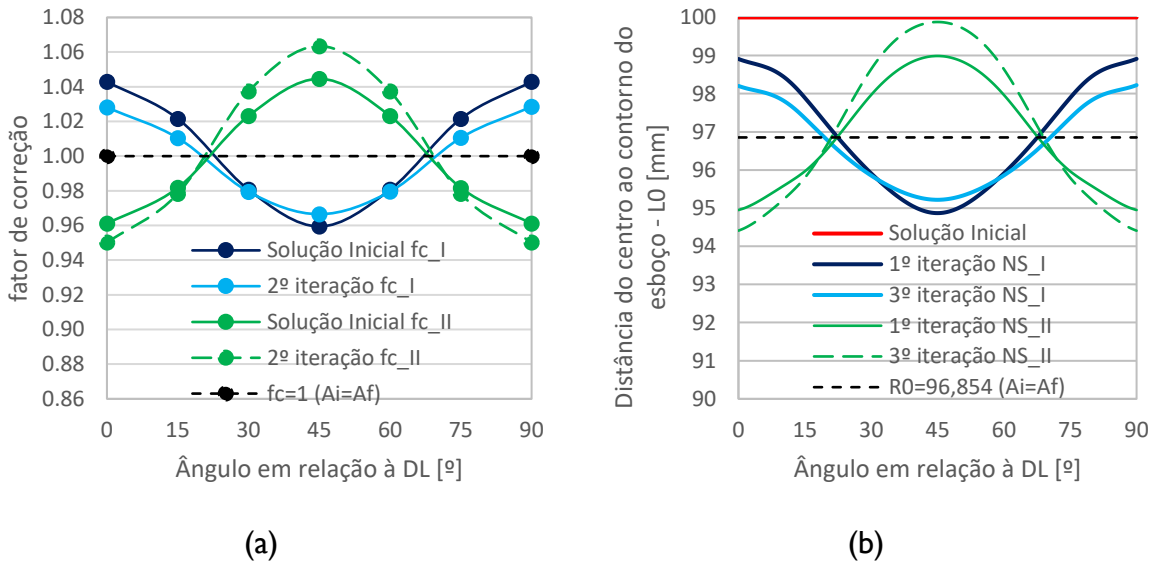 1.08
1.06
1.04
1.02
1.00
0.98
0.96
0.94
0.92
0.90
0.88
0.86
fator de correção
Solução Inicial fc_I
2º iteração fc_I
Solução Inicial fc_II
2º iteração fc_II
fc=1 (Ai=Af)
0 15 30 45 60 75 90
Ângulo em relação à DL [º]
(a)
100
99
98
97
96
95
94
93
92
91
90
Distância do centro ao contorno do
esboço - L0 [mm]
Solução Inicial
1º iteração NS_I
3º iteração NS_I
1º iteração NS_II
3º iteração NS_II
R0=96,854 (Ai=Af)
0 15 30 45 60 75 90
Ângulo em relação à DL [º]
(b)